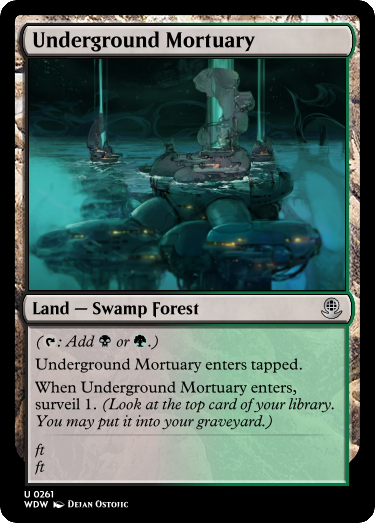 Underground Mortuary
Land — Swamp Forest
(: Add or .)
Underground Mortuary enters tapped.
When Underground Mortuary enters,
surveil 1. (Look at the top card of your library.
You may put it into your graveyard.)
ft
ft
U 0261
WDW Dejan Ostojic